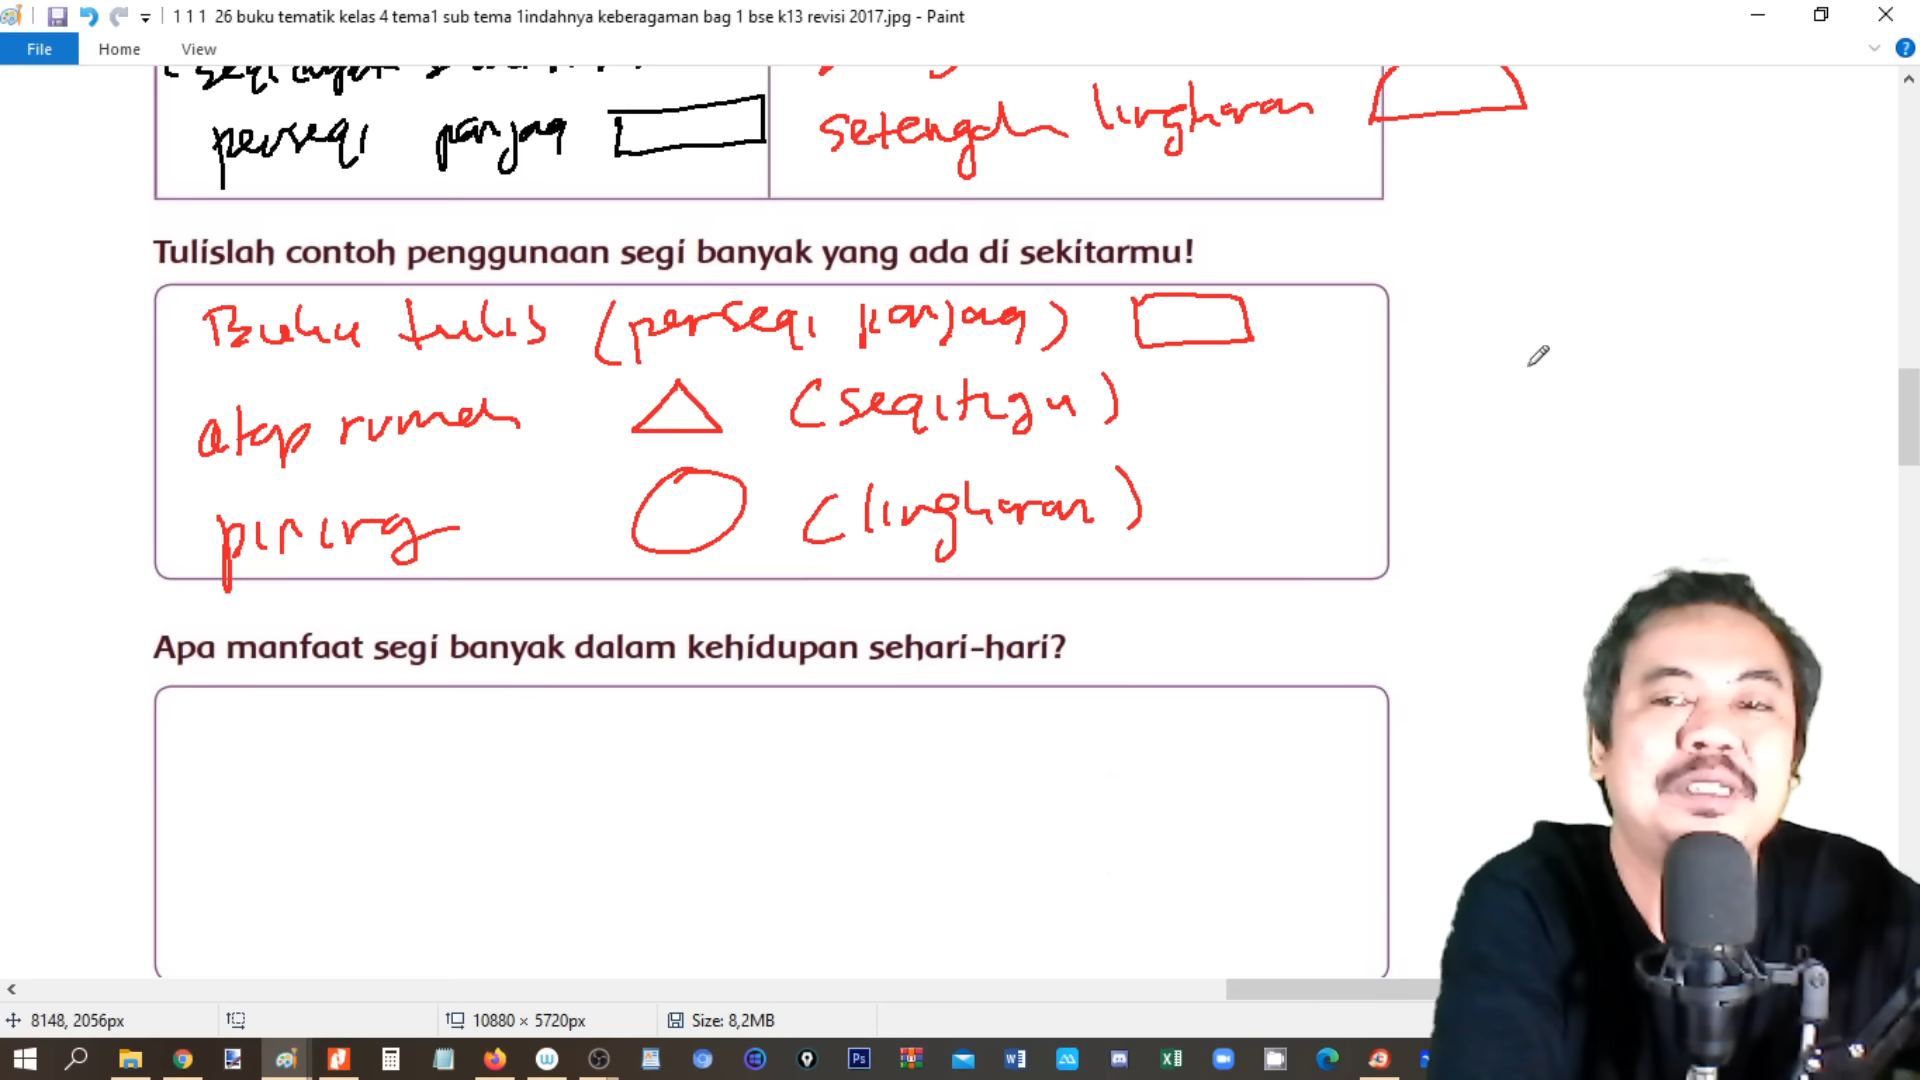 1 1 1  26 buku tematik kelas 4 tema1 sub tema 1indahnya keberagaman bag 1 bse k13 revisi 2017.jpg - Paint
File Home View
persegi panjag
setengah lingkaran
Tulislah contoh penggunaan segi banyak yang ada di sekitarmu!
Buku tulis (persegi panjag)
atap rumah (segitiga)
piring (lingkaran)
Apa manfaat segi banyak dalam kehidupan sehari-hari?
8148, 2056px
10880 × 5720px
Size: 8,2MB